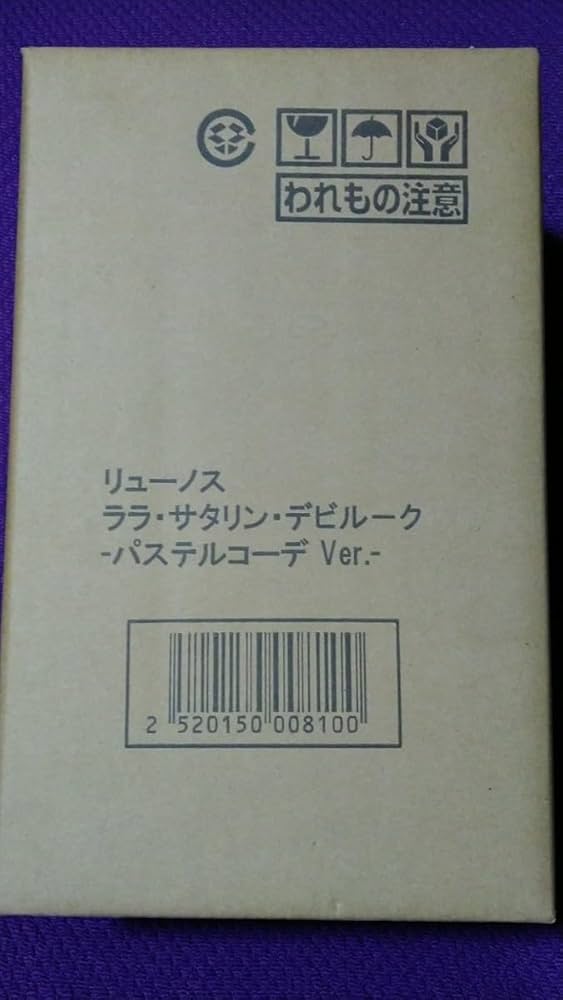 われもの注意
リューノス
ララ・サタリン・デビルーク
-パステルコーデ Ver.-
2 520150 008100